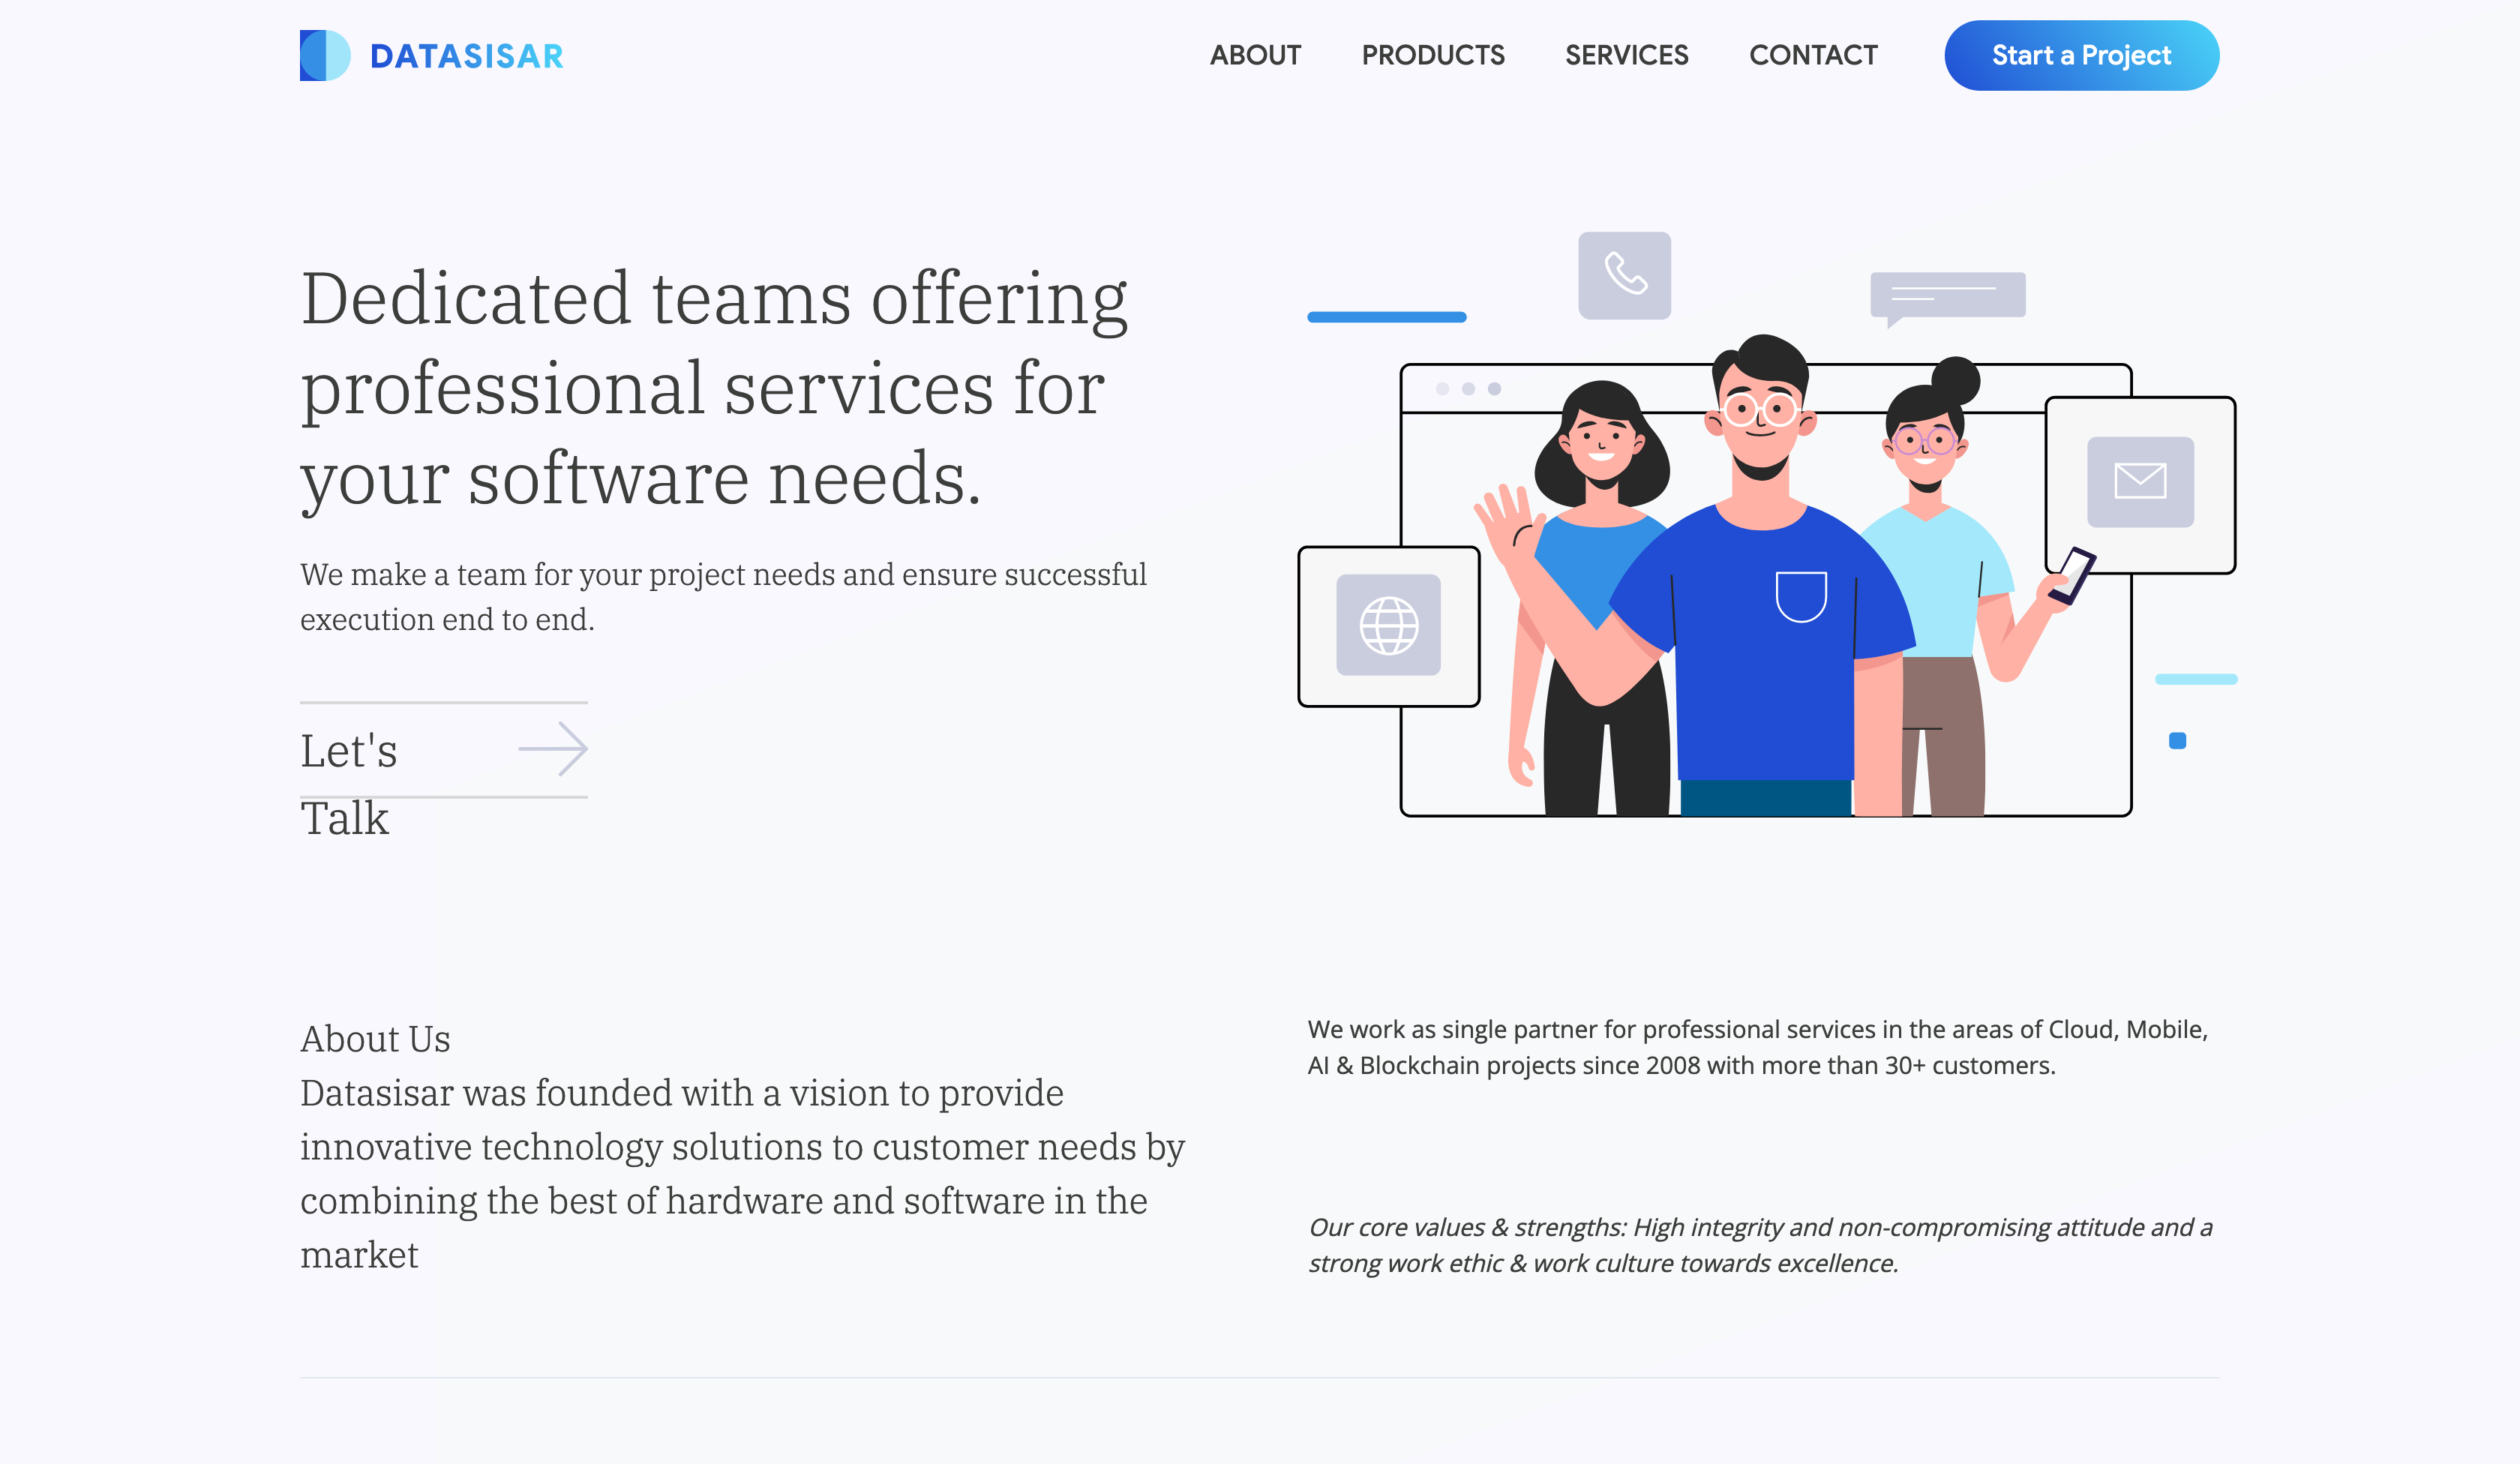 DATASISAR
ABOUT
PRODUCTS
SERVICES
CONTACT
Start a Project
Dedicated teams offering
professional services for
your software needs.
We make a team for your project needs and ensure successful
execution end to end.
Let's
Talk
About Us
Datasisar was founded with a vision to provide
innovative technology solutions to customer needs by
combining the best of hardware and software in the
market
We work as single partner for professional services in the areas of Cloud, Mobile,
AI & Blockchain projects since 2008 with more than 30+ customers.
Our core values & strengths: High integrity and non-compromising attitude and a
strong work ethic & work culture towards excellence.